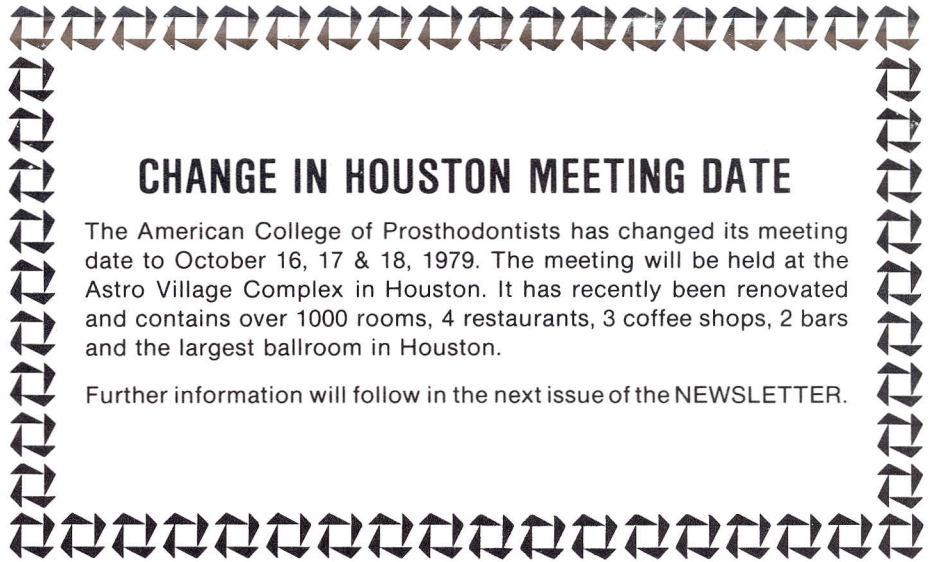 CHANGE IN HOUSTON MEETING DATE
The American College of Prosthodontists has changed its meeting
date to October 16, 17 & 18, 1979. The meeting will be held at the
Astro Village Complex in Houston. It has recently been renovated
and contains over 1000 rooms, 4 restaurants, 3 coffee shops, 2 bars
and the largest ballroom in Houston.
Further information will follow in the next issue of the NEWSLETTER.